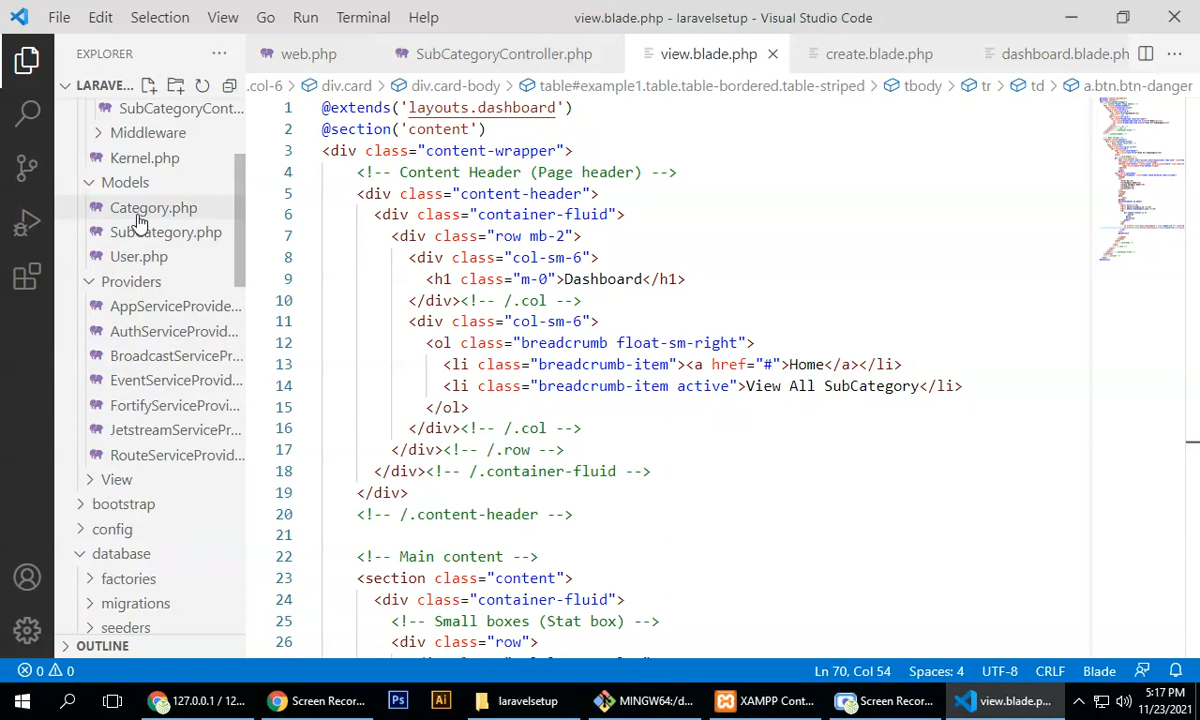 File Edit Selection View Go Run Terminal Help view.blade.php - laravelsetup - Visual Studio Code
EXPLORER ··· web.php SubCategoryController.php view.blade.php create.blade.php dashboard.blade.ph ···
LARAVE... .col-6 > div.card > div.card-body > table#example1.table.table-bordered.table-striped > tbody > tr > td > a.btn.btn-danger
SubCategoryCont...
Middleware
Kernel.php
Models
Category.php
SubCategory.php
User.php
Providers
AppServiceProvide...
AuthServiceProvid...
BroadcastServicePr...
EventServiceProvid...
FortifyServiceProvi...
JetstreamServicePr...
RouteServiceProvid...
View
bootstrap
config
database
factories
migrations
seeders
OUTLINE
1 @extends('layouts.dashboard')
2 @section('content')
3 <div class="content-wrapper">
4 <!-- Content Header (Page header) -->
5 <div class="content-header">
6 <div class="container-fluid">
7 <div class="row mb-2">
8 <div class="col-sm-6">
9 <h1 class="m-0">Dashboard</h1>
10 </div><!-- /.col -->
11 <div class="col-sm-6">
12 <ol class="breadcrumb float-sm-right">
13 <li class="breadcrumb-item"><a href="#">Home</a></li>
14 <li class="breadcrumb-item active">View All SubCategory</li>
15 </ol>
16 </div><!-- /.col -->
17 </div><!-- /.row -->
18 </div><!-- /.container-fluid -->
19 </div>
20 <!-- /.content-header -->
21
22 <!-- Main content -->
23 <section class="content">
24 <div class="container-fluid">
25 <!-- Small boxes (Stat box) -->
26 <div class="row">
0 0 Ln 70, Col 54 Spaces: 4 UTF-8 CRLF Blade
127.0.0.1 / 12... Screen Recor... Ps Ai laravelsetup MINGW64:/d... XAMPP Cont... Screen Recor... view.blade.p... 5:17 PM
11/23/2021